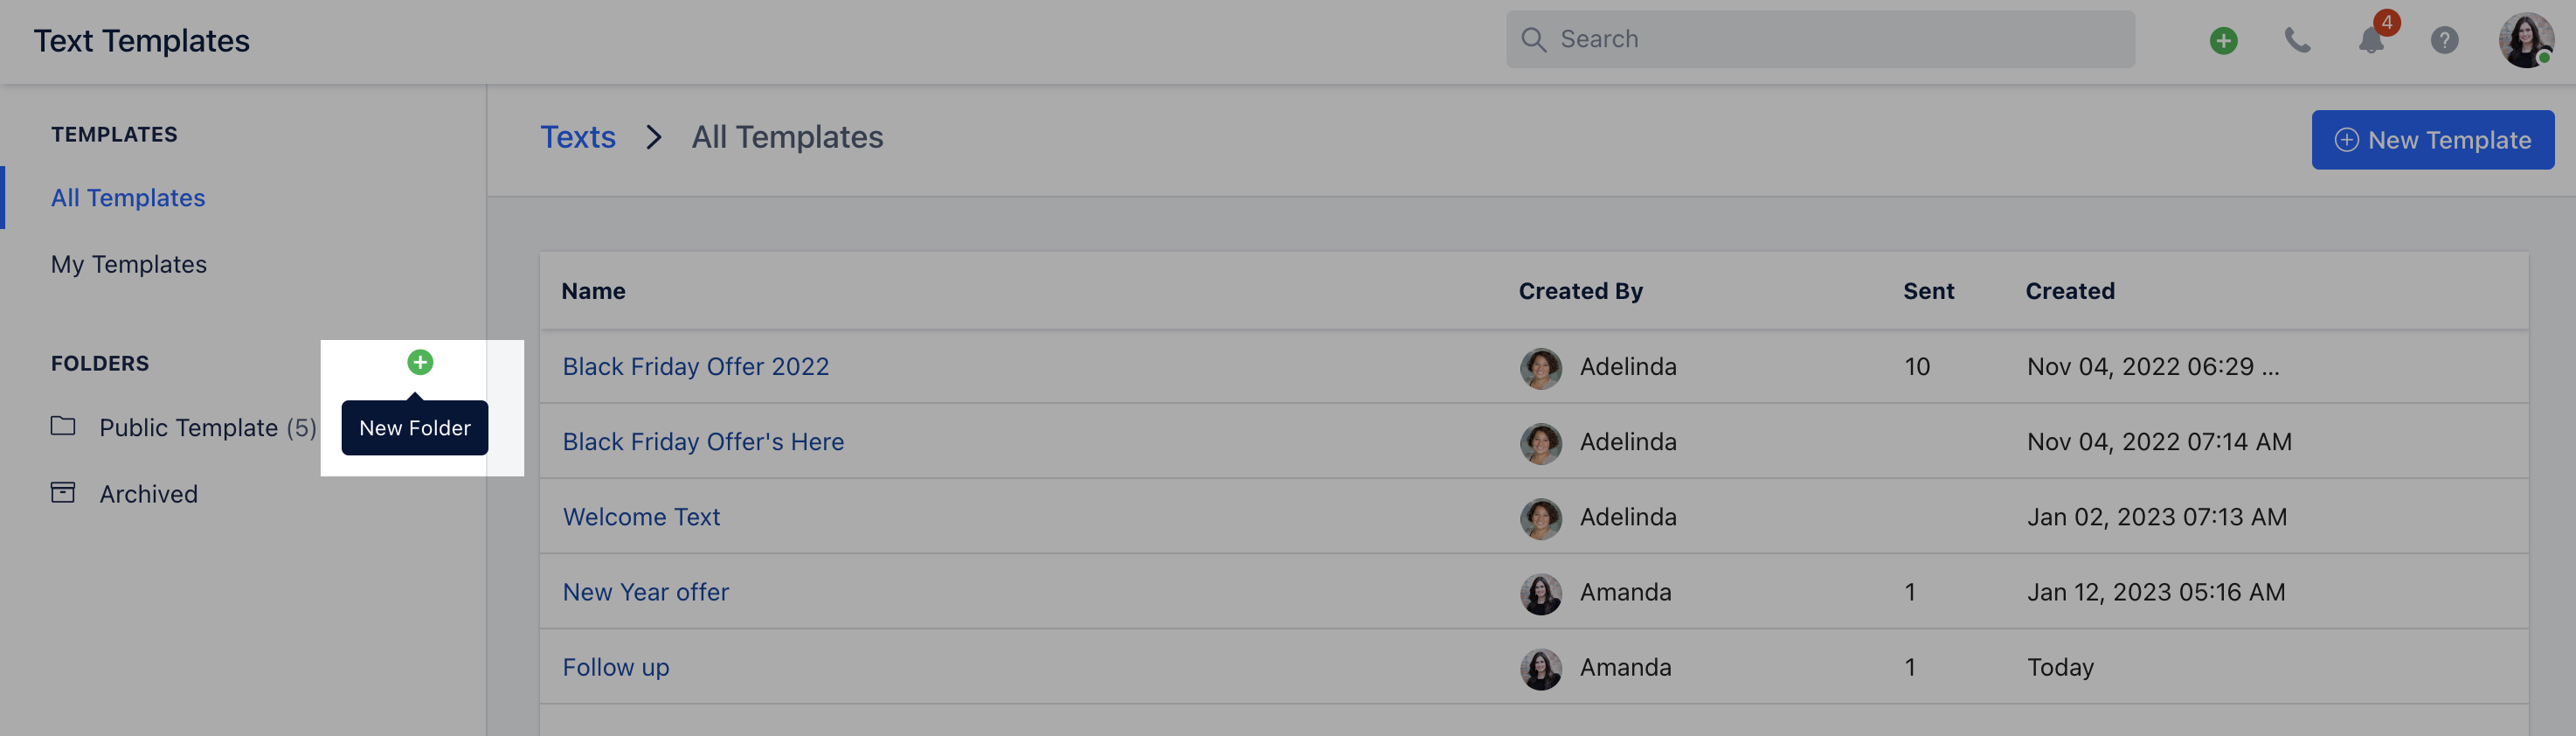 Text Templates
Search
4
TEMPLATES
All Templates
My Templates
FOLDERS
Public Template (5)
New Folder
Archived
Texts > All Templates
New Template
Name Created By Sent Created
Black Friday Offer 2022 Adelinda 10 Nov 04, 2022 06:29 ...
Black Friday Offer's Here Adelinda Nov 04, 2022 07:14 AM
Welcome Text Adelinda Jan 02, 2023 07:13 AM
New Year offer Amanda 1 Jan 12, 2023 05:16 AM
Follow up Amanda 1 Today